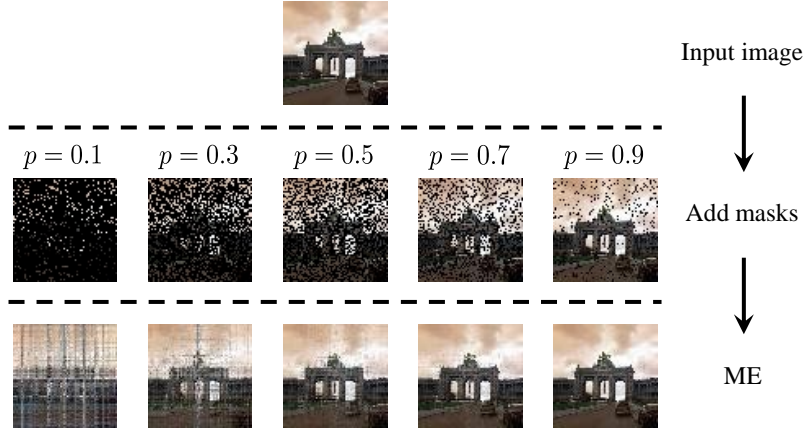 Input image
p = 0.1 p = 0.3 p = 0.5 p = 0.7 p = 0.9
Add masks
ME